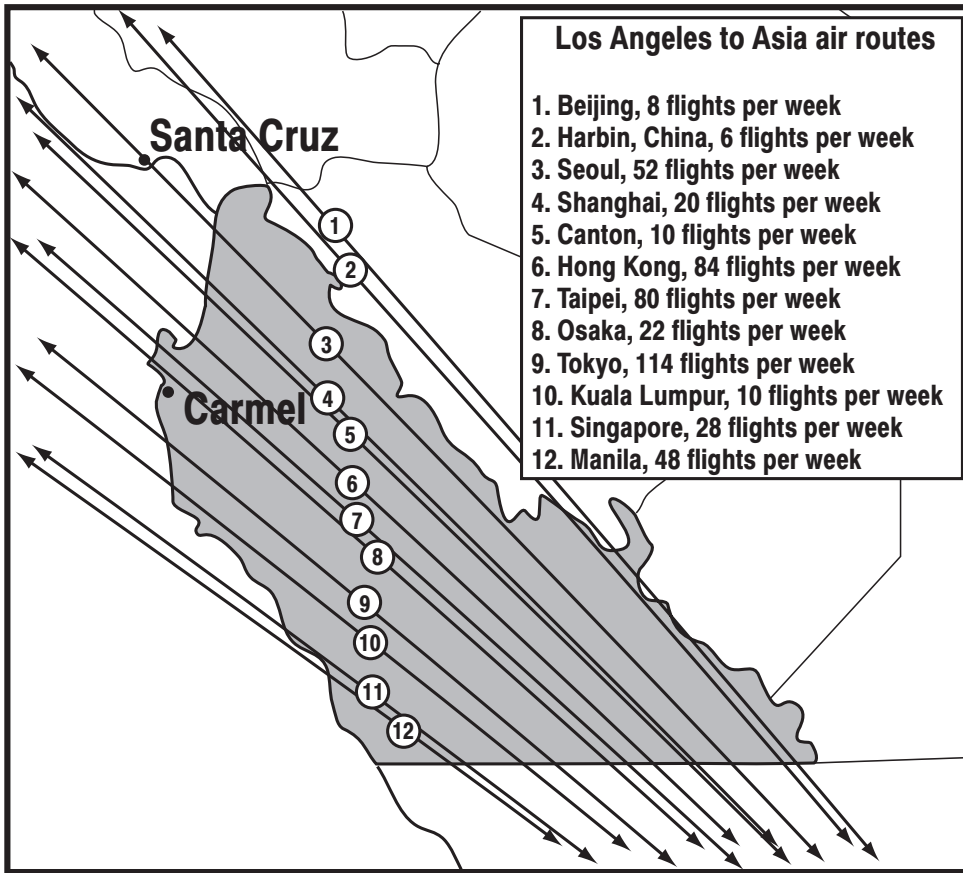 Los Angeles to Asia air routes
1. Beijing, 8 flights per week
2. Harbin, China, 6 flights per week
3. Seoul, 52 flights per week
4. Shanghai, 20 flights per week
5. Canton, 10 flights per week
6. Hong Kong, 84 flights per week
7. Taipei, 80 flights per week
8. Osaka, 22 flights per week
9. Tokyo, 114 flights per week
10. Kuala Lumpur, 10 flights per week
11. Singapore, 28 flights per week
12. Manila, 48 flights per week
Santa Cruz
1
2
3
Carmel
4
5
6
7
8
9
10
11
12